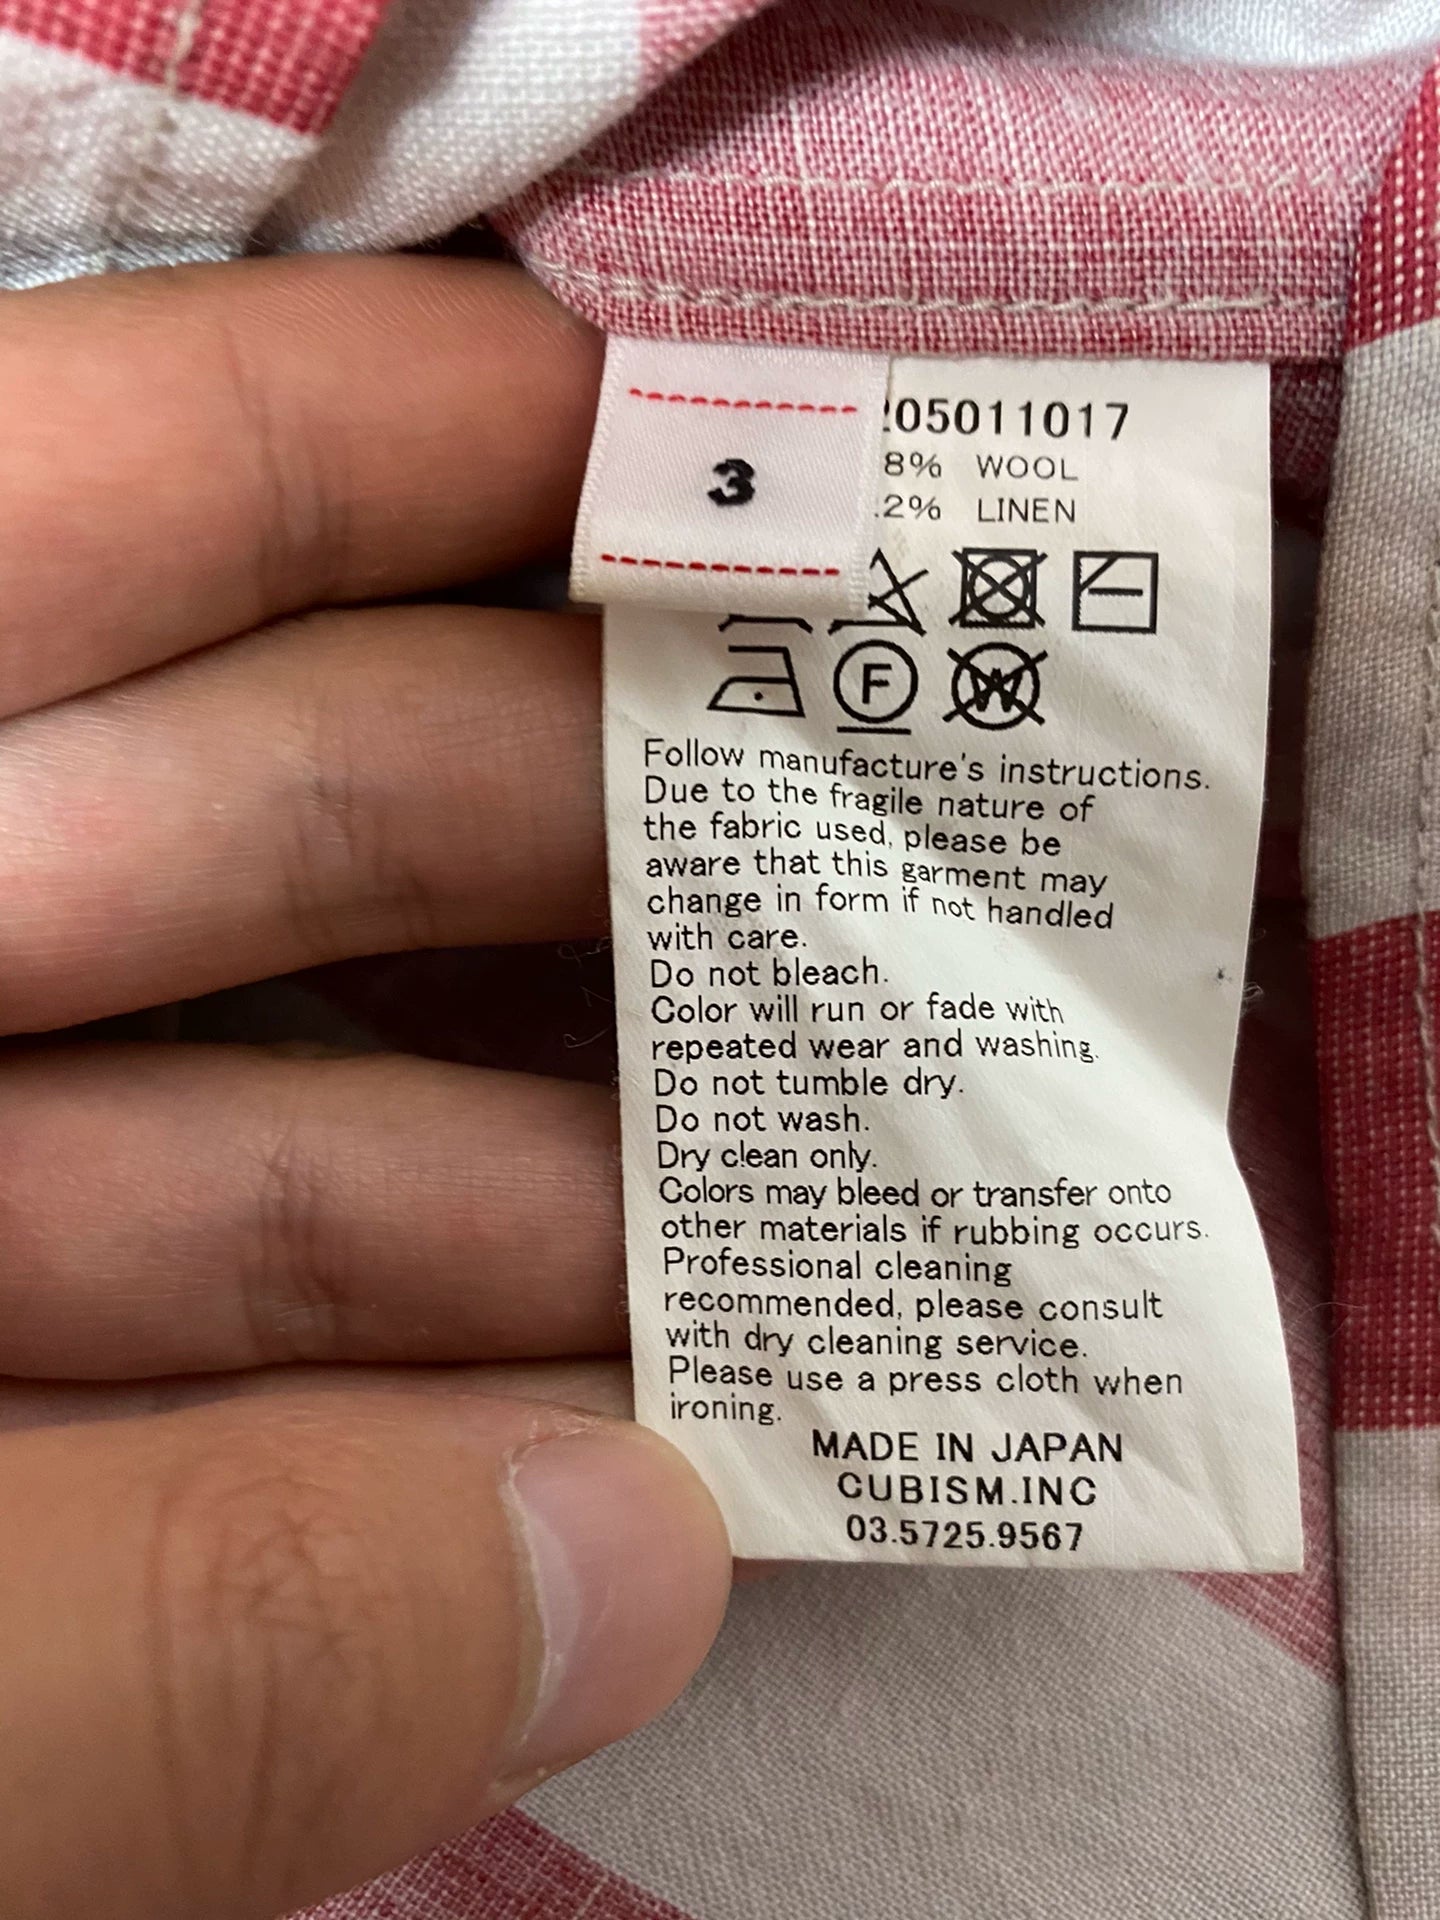 3
05011017
8% WOOL
2% LINEN
F
W
Follow manufacture's instructions.
Due to the fragile nature of
the fabric used, please be
aware that this garment may
change in form if not handled
with care.
Do not bleach.
Color will run or fade with
repeated wear and washing.
Do not tumble dry.
Do not wash.
Dry clean only.
Colors may bleed or transfer onto
other materials if rubbing occurs.
Professional cleaning
recommended, please consult
with dry cleaning service.
Please use a press cloth when
ironing.
MADE IN JAPAN
CUBISM.INC
03.5725.9567